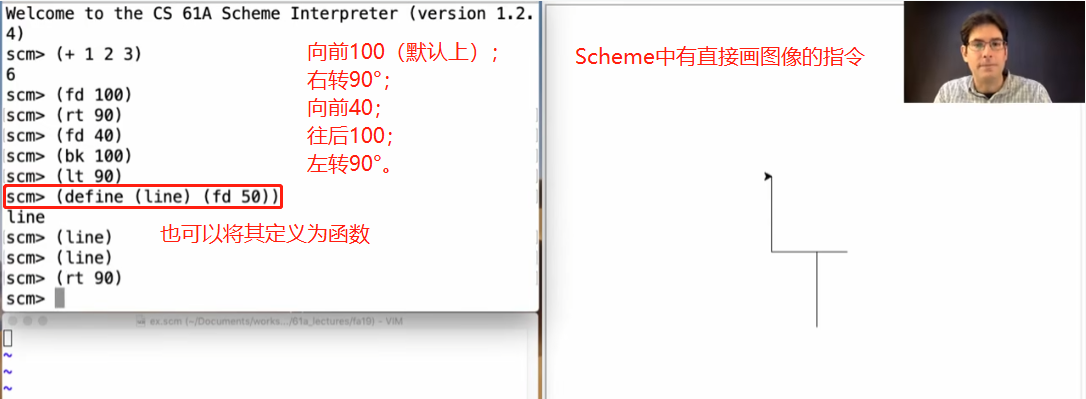 Welcome to the CS 61A Scheme Interpreter (version 1.2.
4)
scm> (+ 1 2 3)
6
scm> (fd 100)
scm> (rt 90)
scm> (fd 40)
scm> (bk 100)
scm> (lt 90)
scm> (define (line) (fd 50))
line
scm> (line)
scm> (line)
scm> (rt 90)
scm>
向前100（默认上）；
右转90°；
向前40；
往后100；
左转90°。
也可以将其定义为函数
ex.scm (~/Documents/works.../61a_lectures/fa19) - VIM
~
~
~
Scheme中有直接画图像的指令